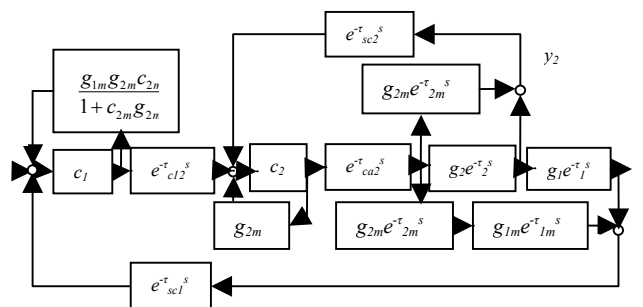 e^{-τ_{sc2}s}
y_2
g_{1m}g_{2m}c_{2n}
1+c_{2m}g_{2n}
g_{2m}e^{-τ_{2m}s}
c_1
e^{-τ_{c12}s}
c_2
e^{-τ_{ca2}s}
g_2e^{-τ_2s}
g_1e^{-τ_1s}
g_{2m}
g_{2m}e^{-τ_{2m}s}
g_{1m}e^{-τ_{1m}s}
e^{-τ_{sc1}s}